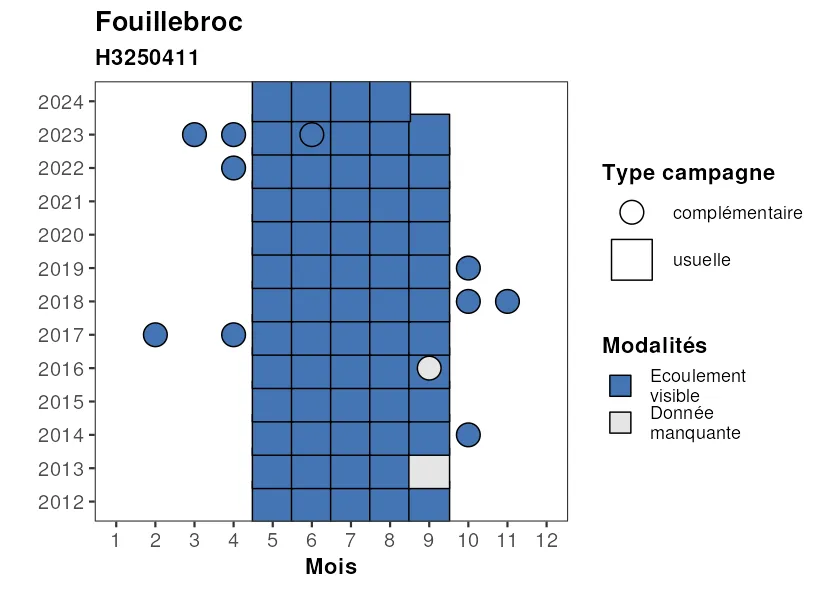 Fouillebroc
H3250411
2024
2023
2022
2021
2020
2019
2018
2017
2016
2015
2014
2013
2012
1 2 3 4 5 6 7 8 9 10 11 12
Mois
Type campagne
complémentaire
usuelle
Modalités
Ecoulement
visible
Donnée
manquante